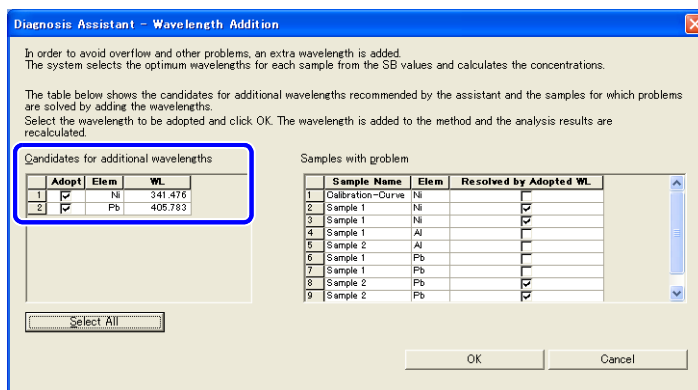 Diagnosis Assistant - Wavelength Addition
In order to avoid overflow and other problems, an extra wavelength is added.
The system selects the optimum wavelengths for each sample from the SB values and calculates the concentrations.
The table below shows the candidates for additional wavelengths recommended by the assistant and the samples for which problems
are solved by adding the wavelengths.
Select the wavelength to be adopted and click OK. The wavelength is added to the method and the analysis results are
recalculated.
Candidates for additional wavelengths
Adopt Elem WL
1 Ni 341.476
2 Pb 405.783
Select All
Samples with problem
Sample Name Elem Resolved by Adopted WL
1 Calibration-Curve Ni
2 Sample 1 Ni
3 Sample 1 Ni
4 Sample 1 Al
5 Sample 2 Al
6 Sample 1 Pb
7 Sample 1 Pb
8 Sample 2 Pb
9 Sample 2 Pb
OK Cancel